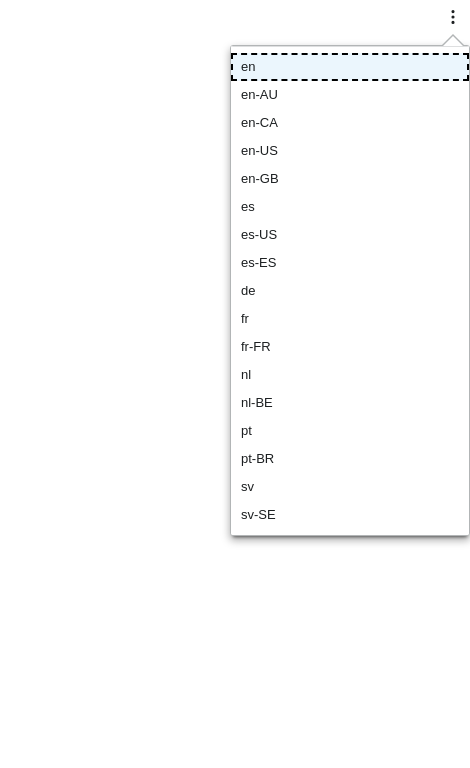 en
en-AU
en-CA
en-US
en-GB
es
es-US
es-ES
de
fr
fr-FR
nl
nl-BE
pt
pt-BR
sv
sv-SE